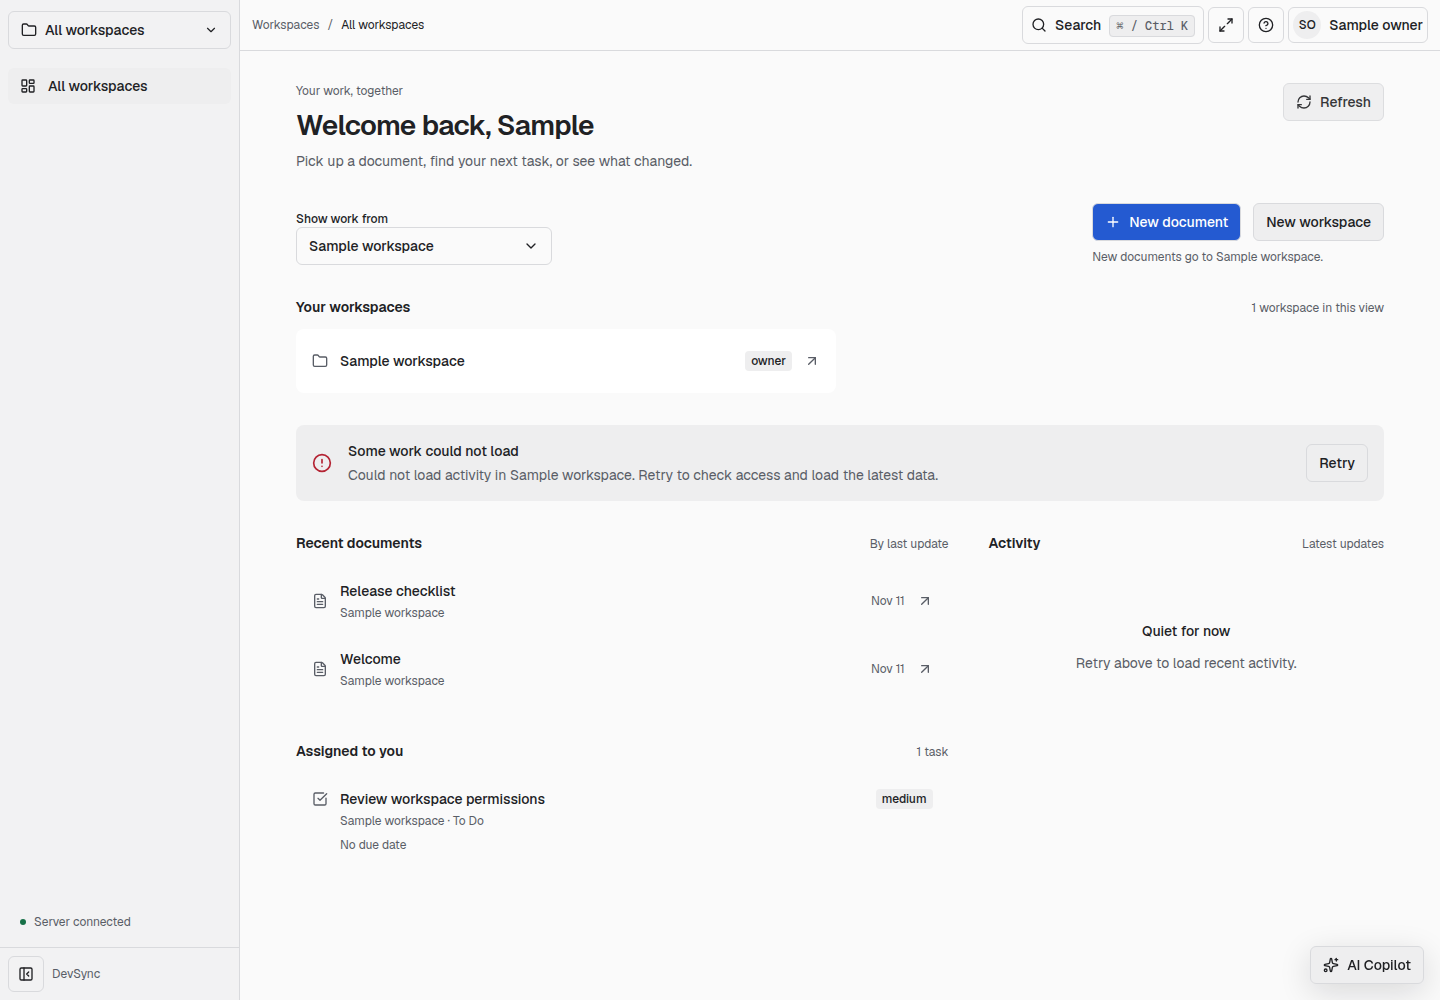 All workspaces
All workspaces
Server connected
DevSync
Workspaces / All workspaces
Search ⌘ / Ctrl K
SO Sample owner
Your work, together
Welcome back, Sample
Pick up a document, find your next task, or see what changed.
Refresh
Show work from
Sample workspace
New document
New workspace
New documents go to Sample workspace.
Your workspaces
1 workspace in this view
Sample workspace
owner
Some work could not load
Could not load activity in Sample workspace. Retry to check access and load the latest data.
Retry
Recent documents
By last update
Release checklist
Sample workspace
Nov 11
Welcome
Sample workspace
Nov 11
Assigned to you
1 task
Review workspace permissions
medium
Sample workspace · To Do
No due date
Activity
Latest updates
Quiet for now
Retry above to load recent activity.
AI Copilot